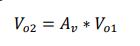 V_{o2} = A_v * V_{o1}